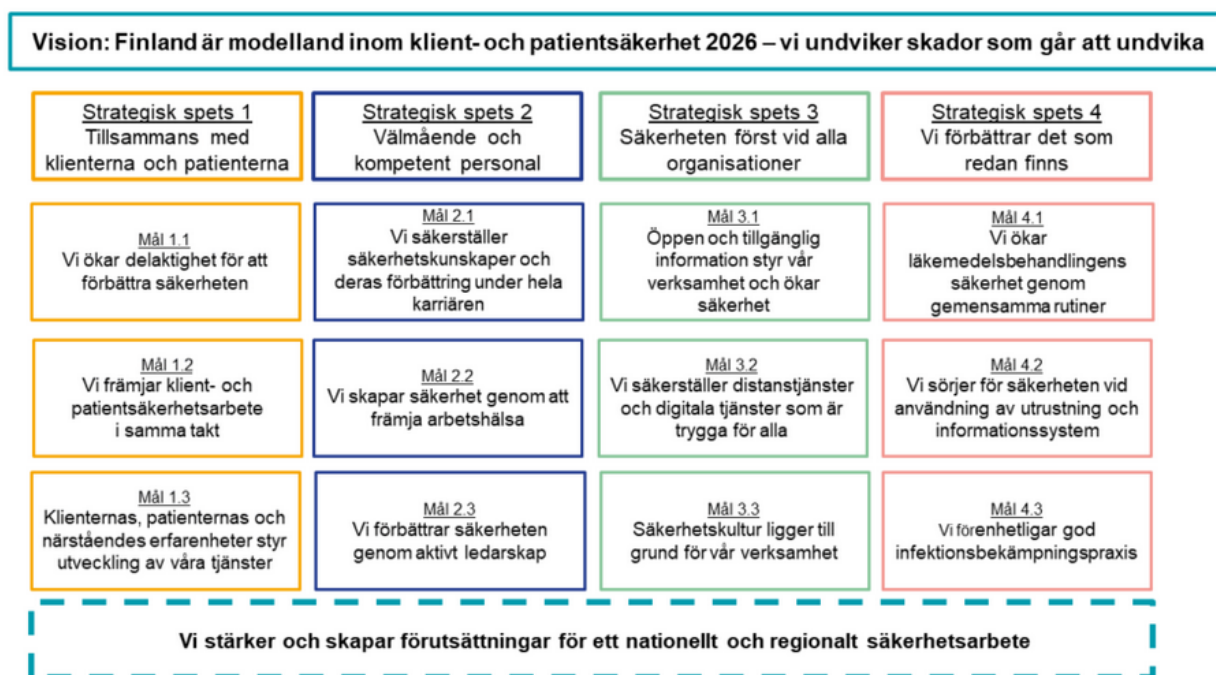 Vision: Finland är modelland inom klient- och patientsäkerhet 2026 – vi undviker skador som går att undvika
Strategisk spets 1
Tillsammans med
klienterna och patienterna
Strategisk spets 2
Välmående och
kompetent personal
Strategisk spets 3
Säkerheten först vid alla
organisationer
Strategisk spets 4
Vi förbättrar det som
redan finns
Mål 1.1
Vi ökar delaktighet för att
förbättra säkerheten
Mål 2.1
Vi säkerställer
säkerhetskunskaper och
deras förbättring under hela
karriären
Mål 3.1
Öppen och tillgänglig
information styr vår
verksamhet och ökar
säkerhet
Mål 4.1
Vi ökar
läkemedelsbehandlingens
säkerhet genom
gemensamma rutiner
Mål 1.2
Vi främjar klient- och
patientsäkerhetsarbete
i samma takt
Mål 2.2
Vi skapar säkerhet genom att
främja arbetshälsa
Mål 3.2
Vi säkerställer distanstjänster
och digitala tjänster som är
trygga för alla
Mål 4.2
Vi sörjer för säkerheten vid
användning av utrustning och
informationssystem
Mål 1.3
Klienternas, patienternas och
närståendes erfarenheter styr
utveckling av våra tjänster
Mål 2.3
Vi förbättrar säkerheten
genom aktivt ledarskap
Mål 3.3
Säkerhetskultur ligger till
grund för vår verksamhet
Mål 4.3
Vi förenhetligar god
infektionsbekämpningspraxis
Vi stärker och skapar förutsättningar för ett nationellt och regionalt säkerhetsarbete